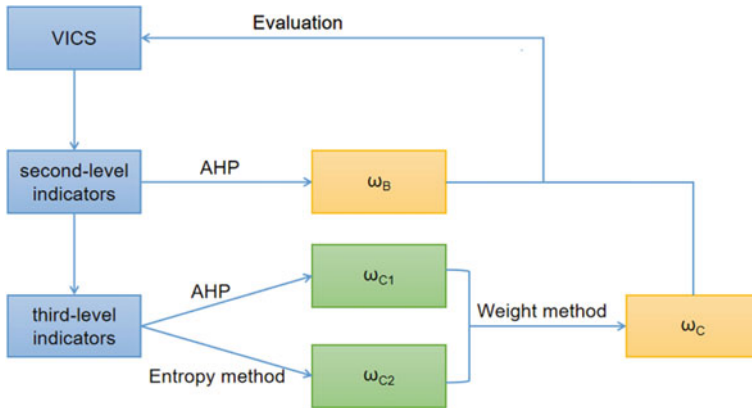 Evaluation
VICS
second-level
indicators
AHP
ωB
AHP
ωC1
third-level
indicators
Weight method
ωC
Entropy method
ωC2